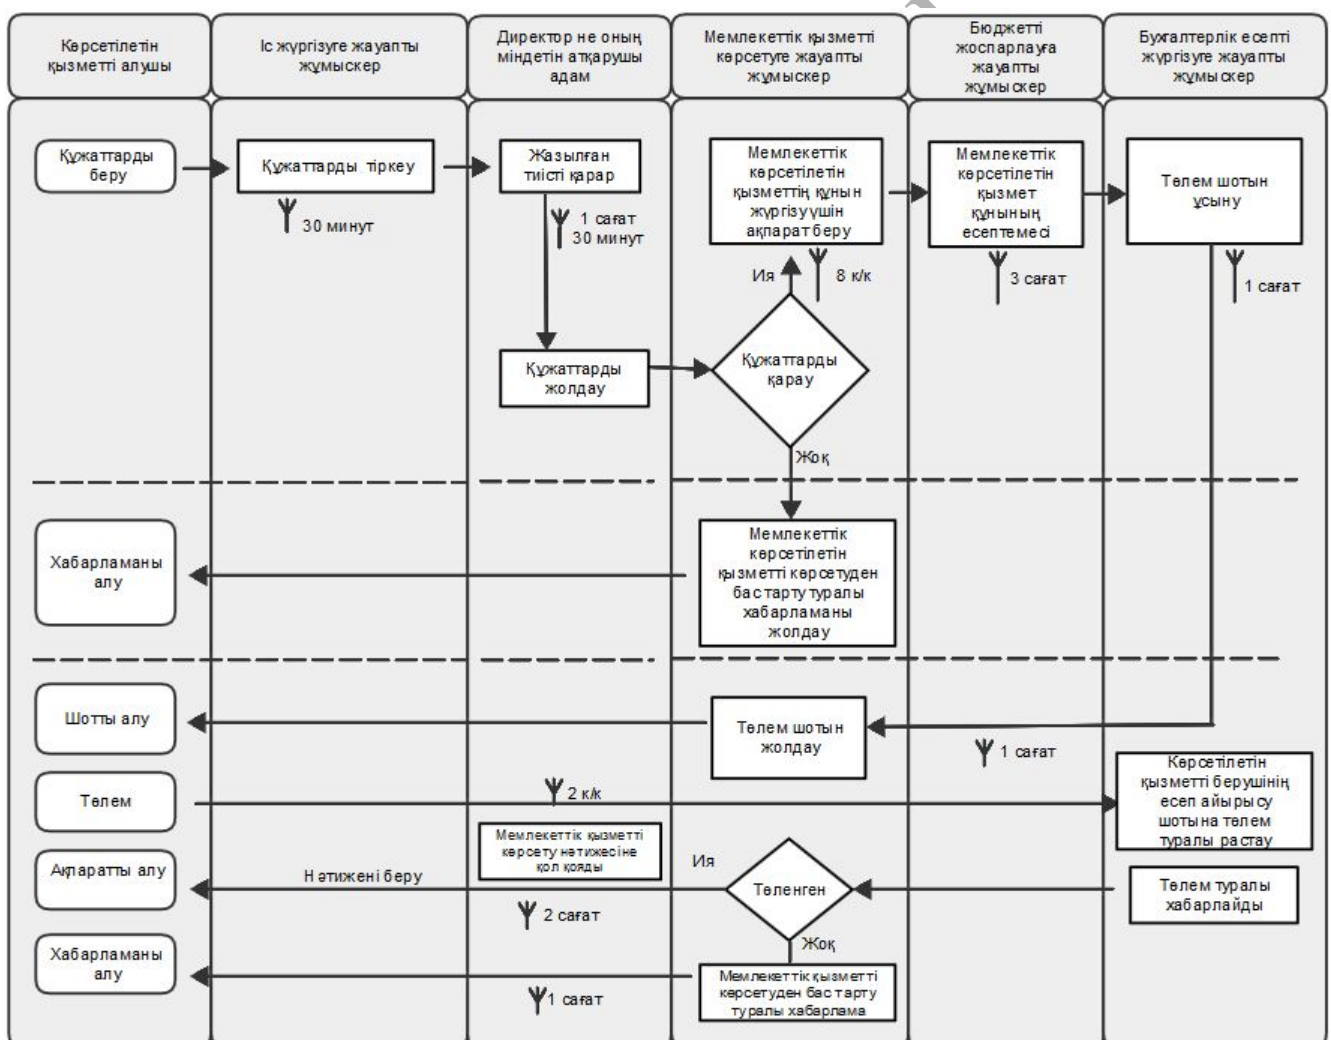 Көрсетілетін
қызметті алушы
Іс жүргізуге жауапты
жұмыскер
Директор не оның
міндетін атқарушы
адам
Мемлекеттік қызметті
көрсетуге жауапты
жұмыскер
Бюджетті
жоспарлауға
жауапты
жұмыскер
Бухгалтерлік есепті
жүргізуге жауапты
жұмыскер
Құжаттарды
беру
Құжаттарды тіркеу
30 минут
Жазылған
тиісті қарар
1 сағат
30 минут
Мемлекеттік
көрсетілетін
қызметтің құнын
жүргізу үшін
ақпарат беру
Ия
8 к/к
Мемлекеттік
көрсетілетін
қызмет
құнының
есептемесі
3 сағат
Төлем шотын
ұсыну
1 сағат
Құжаттарды
жолдау
Құжаттарды
қарау
Жоқ
Хабарламаны
алу
Мемлекеттік
көрсетілетін
қызметті көрсетуден
бас тарту туралы
хабарламаны
жолдау
Шотты алу
Төлем шотын
жолдау
1 сағат
Төлем
2 к/к
Көрсетілетін
қызметті берушінің
есеп айырысу
шотына төлем
туралы растау
Мемлекеттік қызметті
көрсету нәтижесіне
қол қояды
Ақпаратты алу
Нәтижені беру
2 сағат
Ия
Төленген
Төлем туралы
хабарлайды
Жоқ
Хабарламаны
алу
1 сағат
Мемлекеттік қызметті
көрсетуден бас тарту
туралы хабарлама